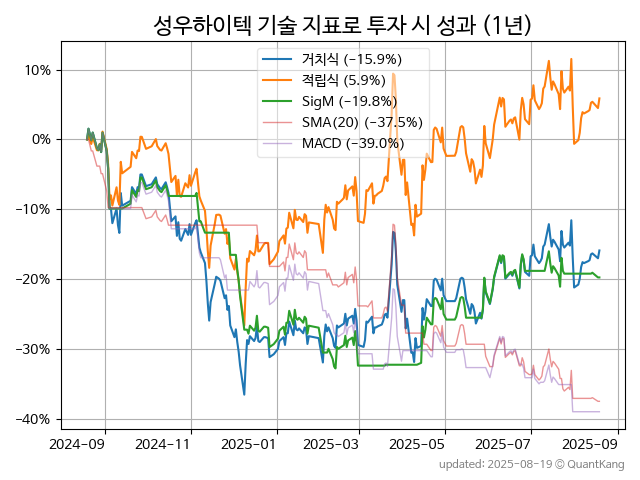 성우하이텍 기술 지표로 투자 시 성과 (1년)
거치식 (−15.9%)
적립식 (5.9%)
SigM (−19.8%)
SMA(20) (−37.5%)
MACD (−39.0%)
10%
0%
−10%
−20%
−30%
−40%
2024-09 2024-11 2025-01 2025-03 2025-05 2025-07 2025-09
updated: 2025-08-19 © QuantKang